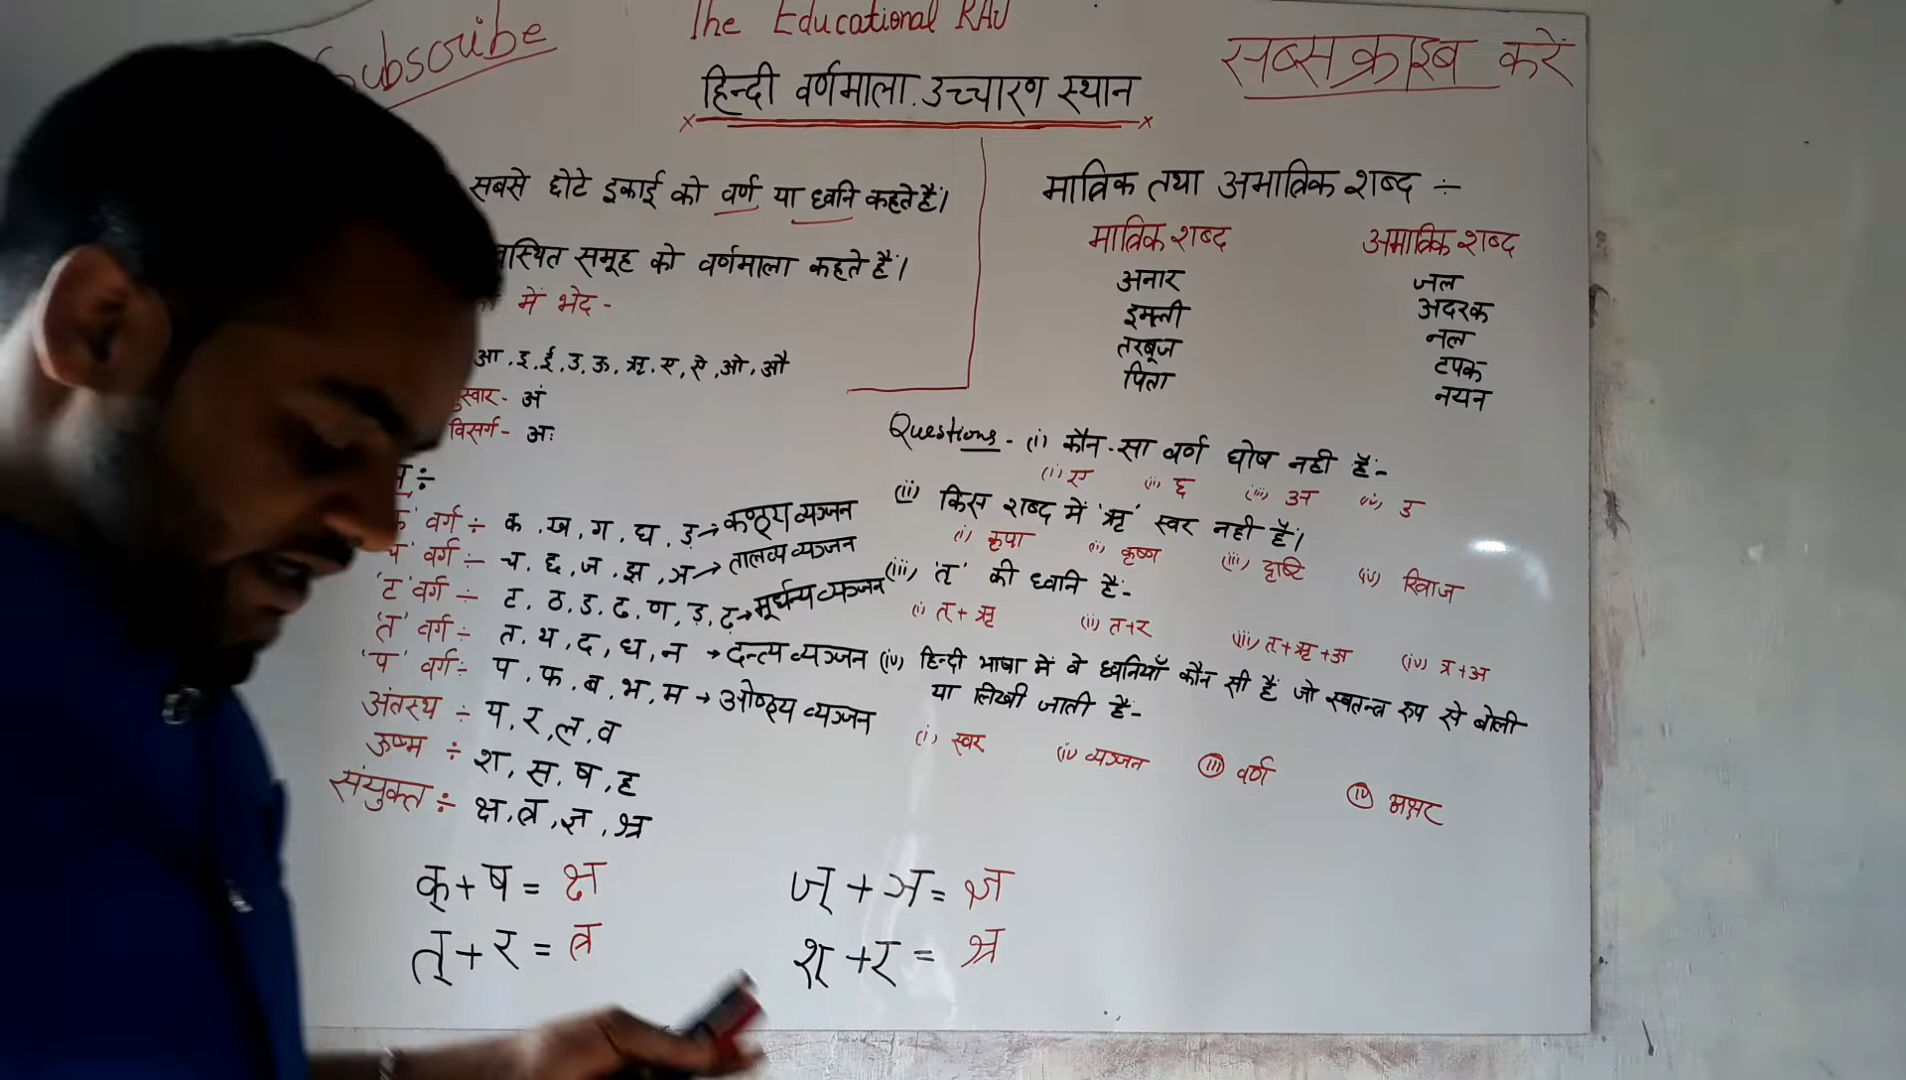 Subscribe
The Educational RAJ
सब्सक्राइब करें
हिन्दी वर्णमाला. उच्चारण स्थान
सबसे छोटे इकाई को वर्ण या ध्वनि कहते हैं।
समूह को वर्णमाला कहते हैं।
में भेद -
आ, इ, ई, उ, ऊ, ऋ, ए, ऐ, ओ, औ
अं
विसर्ग - अः
वर्ग ÷ क, ख, ग, घ, ङ → कण्ठ्य व्यञ्जन
वर्ग ÷ च, छ, ज, झ, ञ → तालव्य व्यञ्जन
'ट' वर्ग ÷ ट, ठ, ड, ढ, ण, ड़, ढ़ → मूर्धन्य व्यञ्जन
'त' वर्ग ÷ त, थ, द, ध, न → दन्त्य व्यञ्जन
'प' वर्ग ÷ प, फ, ब, भ, म → ओष्ठ्य व्यञ्जन
अंतस्थ ÷ य, र, ल, व
ऊष्म ÷ श, स, ष, ह
संयुक्त ÷ क्ष, त्र, ज्ञ, श्र
क् + ष = क्ष
त् + र = त्र
ज् + ञ = ज्ञ
श् + र = श्र
मात्रिक तथा अमात्रिक शब्द ÷
मात्रिक शब्द अमात्रिक शब्द
अनार जल
इमली अदरक
तरबूज नल
पिता टपक
नयन
Questions - (i) कौन-सा वर्ण घोष नही हैं -
(i) ए (ii) छ (iii) अ (iv) उ
(ii) किस शब्द में 'ऋ' स्वर नही हैं।
(i) कृपा (ii) कृष्ण (iii) दृष्टि (iv) रिवाज
(iii) की ध्वनि हैं -
(i) त् + ऋ (ii) त + र (iii) त् + ऋ + अ (iv) त्र + अ
(iv) हिन्दी भाषा में वे ध्वनियाँ कौन सी हैं जो स्वतन्त्र रूप से बोली
या लिखी जाती हैं -
(i) स्वर (ii) व्यञ्जन (iii) वर्ण (iv) अक्षर